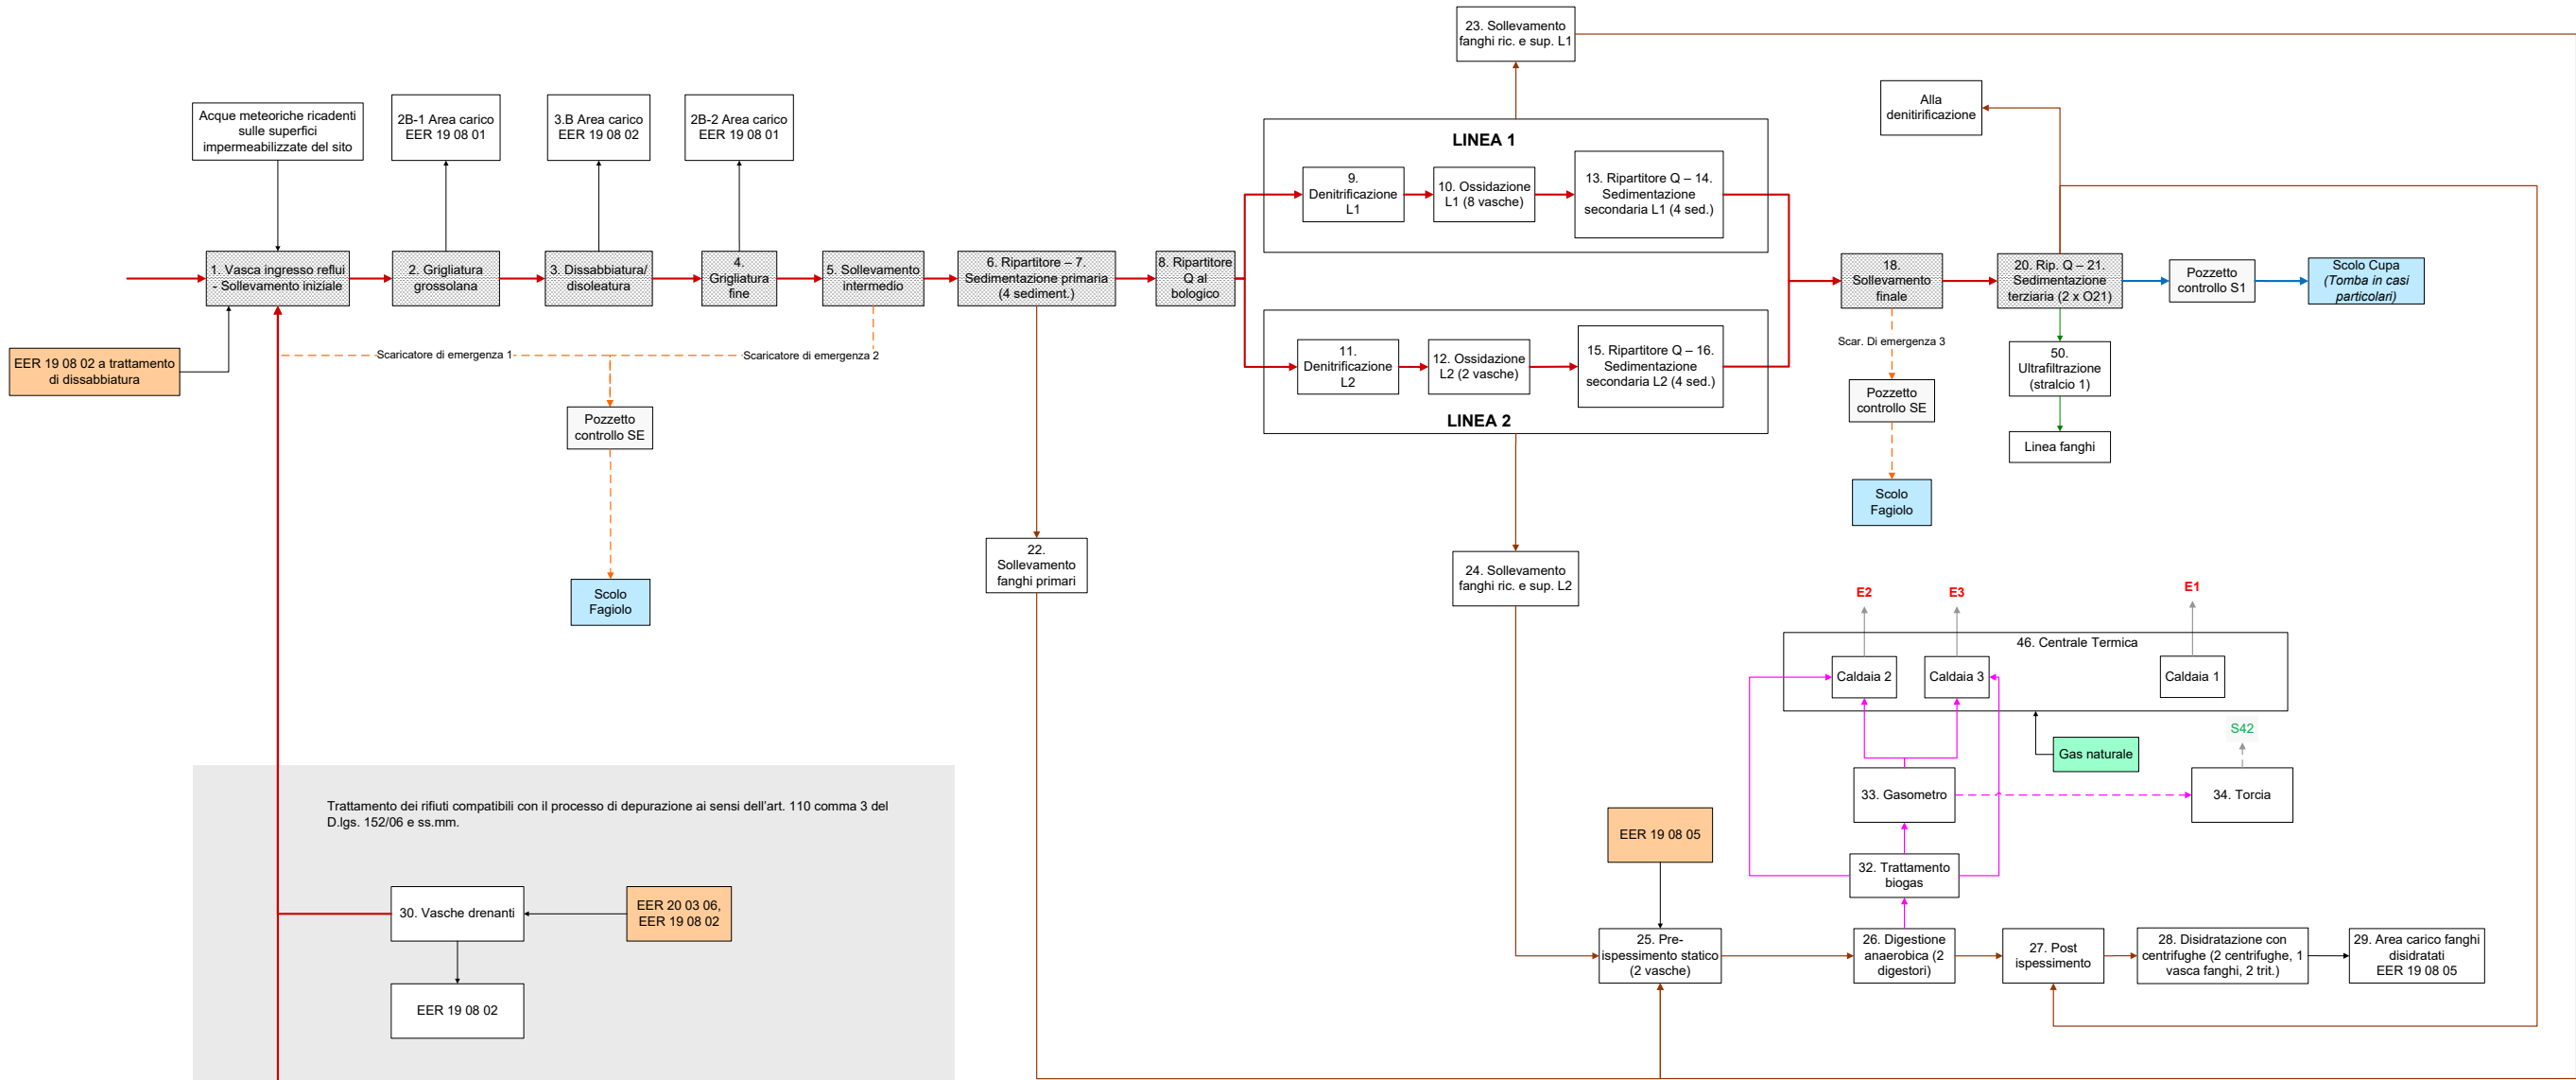 23. Sollevamento
fanghi ric. e sup. L1
Acque meteoriche ricadenti
sulle superfici
impermeabilizzate del sito
2B-1 Area carico
EER 19 08 01
3.B Area carico
EER 19 08 02
2B-2 Area carico
EER 19 08 01
Alla
denitirificazione
LINEA 1
9.
Denitrificazione
L1
10. Ossidazione
L1 (8 vasche)
13. Ripartitore Q – 14.
Sedimentazione
secondaria L1 (4 sed.)
1. Vasca ingresso reflui
- Sollevamento iniziale
2. Grigliatura
grossolana
3. Dissabbiatura/
disoleatura
4.
Grigliatura
fine
5. Sollevamento
intermedio
6. Ripartitore – 7.
Sedimentazione primaria
(4 sediment.)
8. Ripartitore
Q al
bologico
18.
Sollevamento
finale
20. Rip. Q – 21.
Sedimentazione
terziaria (2 x O21)
Pozzetto
controllo S1
Scolo Cupa
(Tomba in casi
particolari)
EER 19 08 02 a trattamento
di dissabbiatura
Scaricatore di emergenza 1
Scaricatore di emergenza 2
11.
Denitrificazione
L2
12. Ossidazione
L2 (2 vasche)
15. Ripartitore Q – 16.
Sedimentazione
secondaria L2 (4 sed.)
LINEA 2
Scar. Di emergenza 3
50.
Ultrafiltrazione
(stralcio 1)
Pozzetto
controllo SE
Pozzetto
controllo SE
Linea fanghi
Scolo
Fagiolo
22.
Sollevamento
fanghi primari
24. Sollevamento
fanghi ric. e sup. L2
Scolo
Fagiolo
E2
E3
E1
46. Centrale Termica
Caldaia 2
Caldaia 3
Caldaia 1
S42
Gas naturale
33. Gasometro
34. Torcia
Trattamento dei rifiuti compatibili con il processo di depurazione ai sensi dell’art. 110 comma 3 del
D.lgs. 152/06 e ss.mm.
EER 19 08 05
32. Trattamento
biogas
30. Vasche drenanti
EER 20 03 06,
EER 19 08 02
25. Pre-
ispessimento statico
(2 vasche)
26. Digestione
anaerobica (2
digestori)
27. Post
ispessimento
28. Disidratazione con
centrifughe (2 centrifughe, 1
vasca fanghi, 2 trit.)
29. Area carico fanghi
disidratati
EER 19 08 05
EER 19 08 02